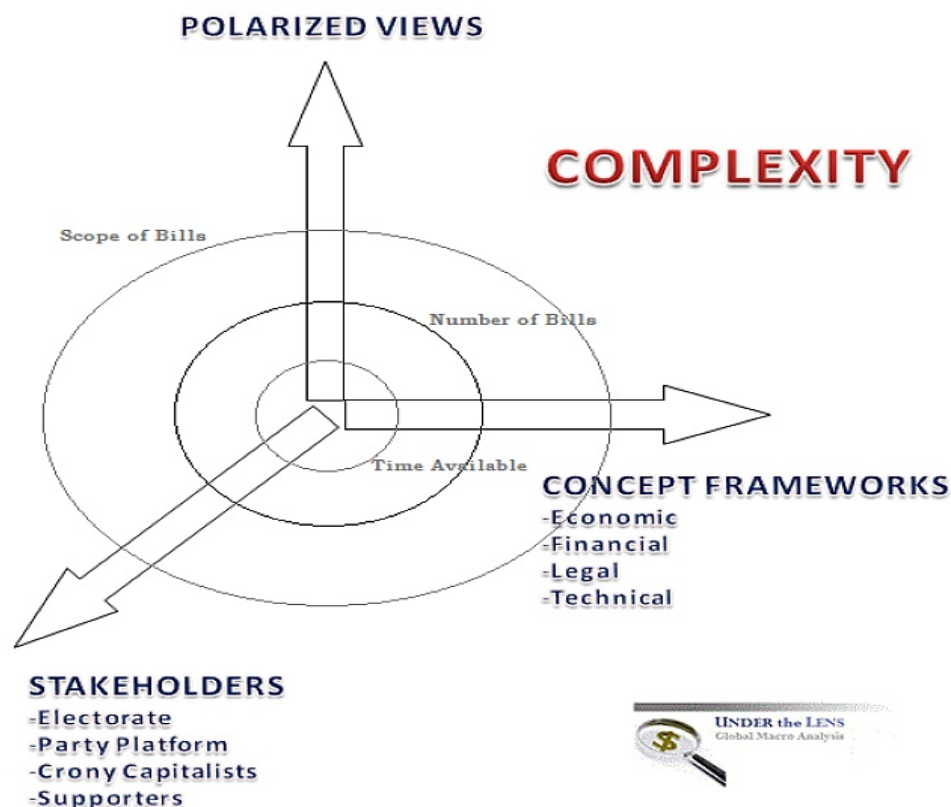 POLARIZED VIEWS
COMPLEXITY
Scope of Bills
Number of Bills
Time Available
CONCEPT FRAMEWORKS
-Economic
-Financial
-Legal
-Technical
STAKEHOLDERS
-Electorate
-Party Platform
-Crony Capitalists
-Supporters
$
UNDER the LENS
Global Macro Analysis